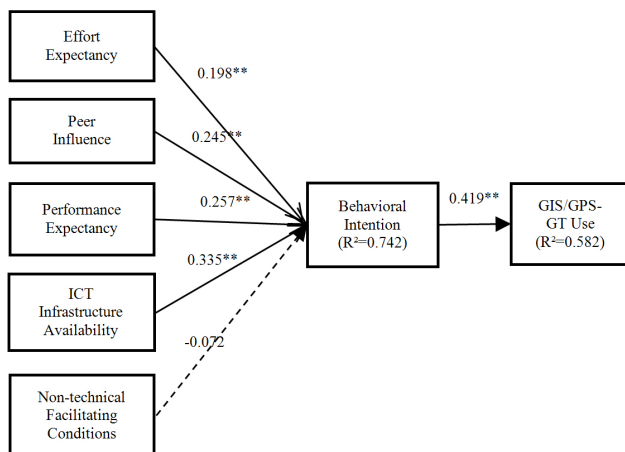 Effort
Expectancy
0.198**
Peer
Influence
0.245**
Performance
Expectancy
0.257**
ICT
Infrastructure
Availability
0.335**
Non-technical
Facilitating
Conditions
-0.072
Behavioral
Intention
(R²=0.742)
0.419**
GIS/GPS-
GT Use
(R²=0.582)